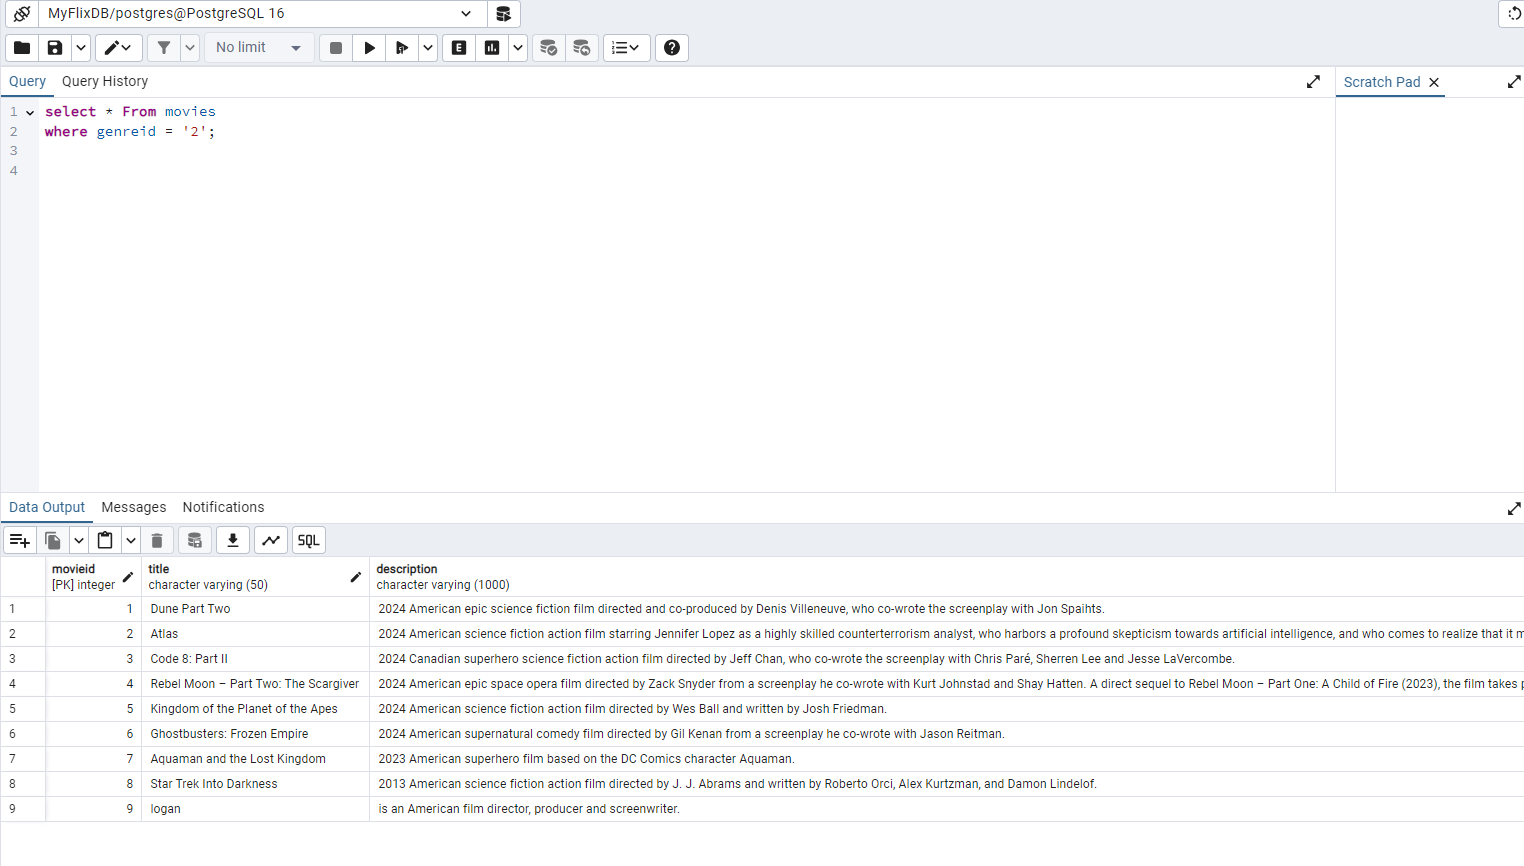 MyFlixDB/postgres@PostgreSQL 16
No limit
E
SQL
Query Query History
Scratch Pad
1 select * From movies
2 where genreid = '2';
3
4
Data Output Messages Notifications
movieid title description
[PK] integer character varying (50) character varying (1000)
1 1 Dune Part Two 2024 American epic science fiction film directed and co-produced by Denis Villeneuve, who co-wrote the screenplay with Jon Spaihts.
2 2 Atlas 2024 American science fiction action film starring Jennifer Lopez as a highly skilled counterterrorism analyst, who harbors a profound skepticism towards artificial intelligence, and who comes to realize that it m
3 3 Code 8: Part II 2024 Canadian superhero science fiction action film directed by Jeff Chan, who co-wrote the screenplay with Chris Paré, Sherren Lee and Jesse LaVercombe.
4 4 Rebel Moon – Part Two: The Scargiver 2024 American epic space opera film directed by Zack Snyder from a screenplay he co-wrote with Kurt Johnstad and Shay Hatten. A direct sequel to Rebel Moon – Part One: A Child of Fire (2023), the film takes p
5 5 Kingdom of the Planet of the Apes 2024 American science fiction action film directed by Wes Ball and written by Josh Friedman.
6 6 Ghostbusters: Frozen Empire 2024 American supernatural comedy film directed by Gil Kenan from a screenplay he co-wrote with Jason Reitman.
7 7 Aquaman and the Lost Kingdom 2023 American superhero film based on the DC Comics character Aquaman.
8 8 Star Trek Into Darkness 2013 American science fiction action film directed by J. J. Abrams and written by Roberto Orci, Alex Kurtzman, and Damon Lindelof.
9 9 logan is an American film director, producer and screenwriter.